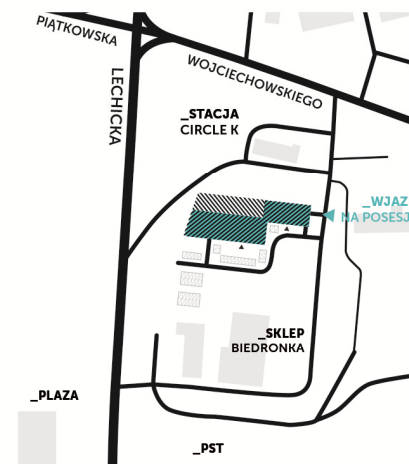 PIĄTKOWSKA
LECHICKA
WOJCIECHOWSKIEGO
_STACJA
CIRCLE K
_WJAZ
NA POSESJ
_SKLEP
BIEDRONKA
_PLAZA
_PST